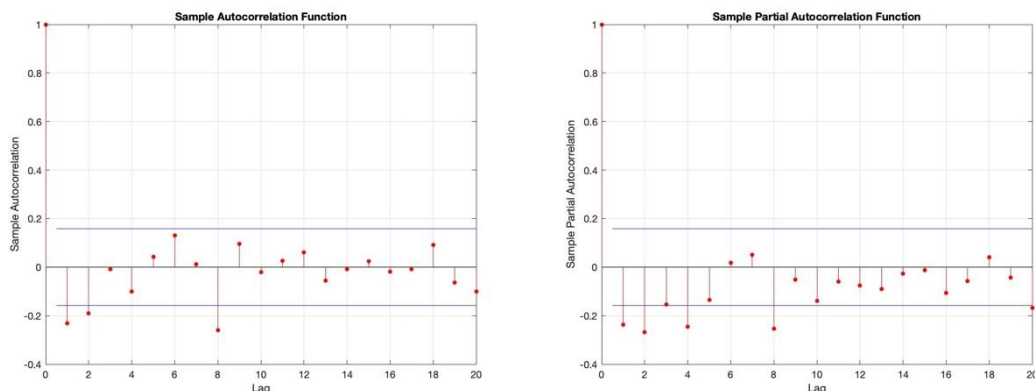 Sample Autocorrelation Function
1
0.8
0.6
0.4
0.2
0
-0.2
-0.4
Sample Autocorrelation
0 2 4 6 8 10 12 14 16 18 20
Lag
Sample Partial Autocorrelation Function
1
0.8
0.6
0.4
0.2
0
-0.2
-0.4
Sample Partial Autocorrelation
0 2 4 6 8 10 12 14 16 18 20
Lag